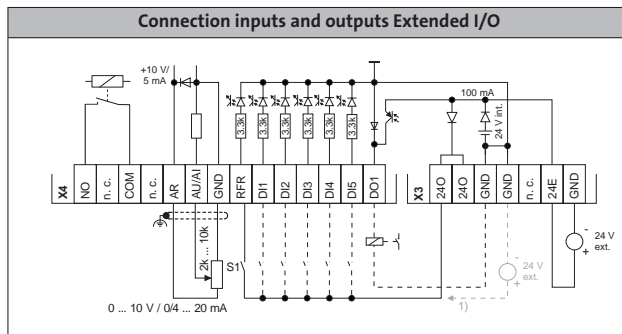 Connection inputs and outputs Extended I/O
+10 V/
5 mA
100 mA
3.3k
3.3k
3.3k
3.3k
3.3k
3.3k
24 V int.
X4
NO
n. c.
COM
n. c.
AR
AU/AI
GND
RFR
DI1
DI2
DI3
DI4
DI5
DO1
X3
24O
24O
GND
GND
n. c.
24E
GND
2k ... 10k
S1
24 V
ext.
24 V
ext.
1)
0 ... 10 V / 0/4 ... 20 mA